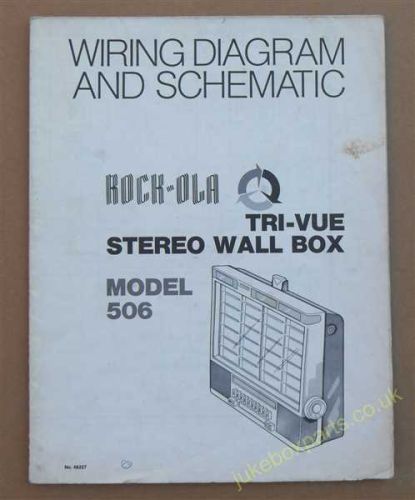 WIRING DIAGRAM
AND SCHEMATIC
ROCK-OLA
TRI-VUE
STEREO WALL BOX
MODEL
506
jukeboxparts.co.uk